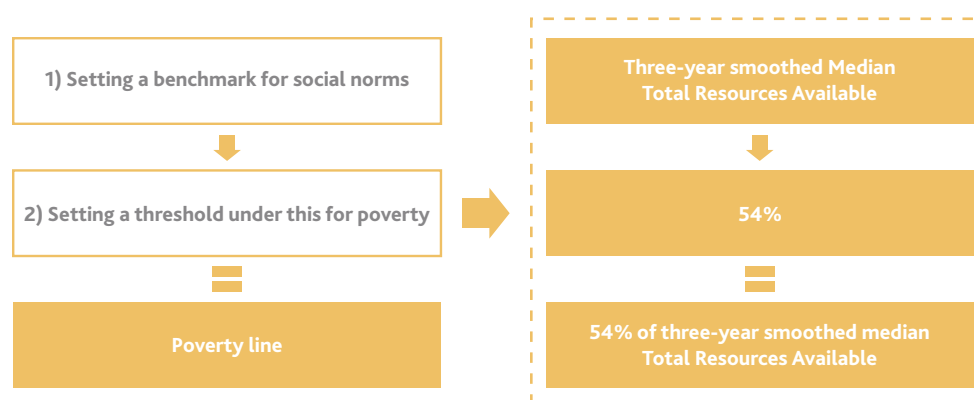 1) Setting a benchmark for social norms
2) Setting a threshold under this for poverty
Poverty line
Three-year smoothed Median
Total Resources Available
54%
54% of three-year smoothed median
Total Resources Available